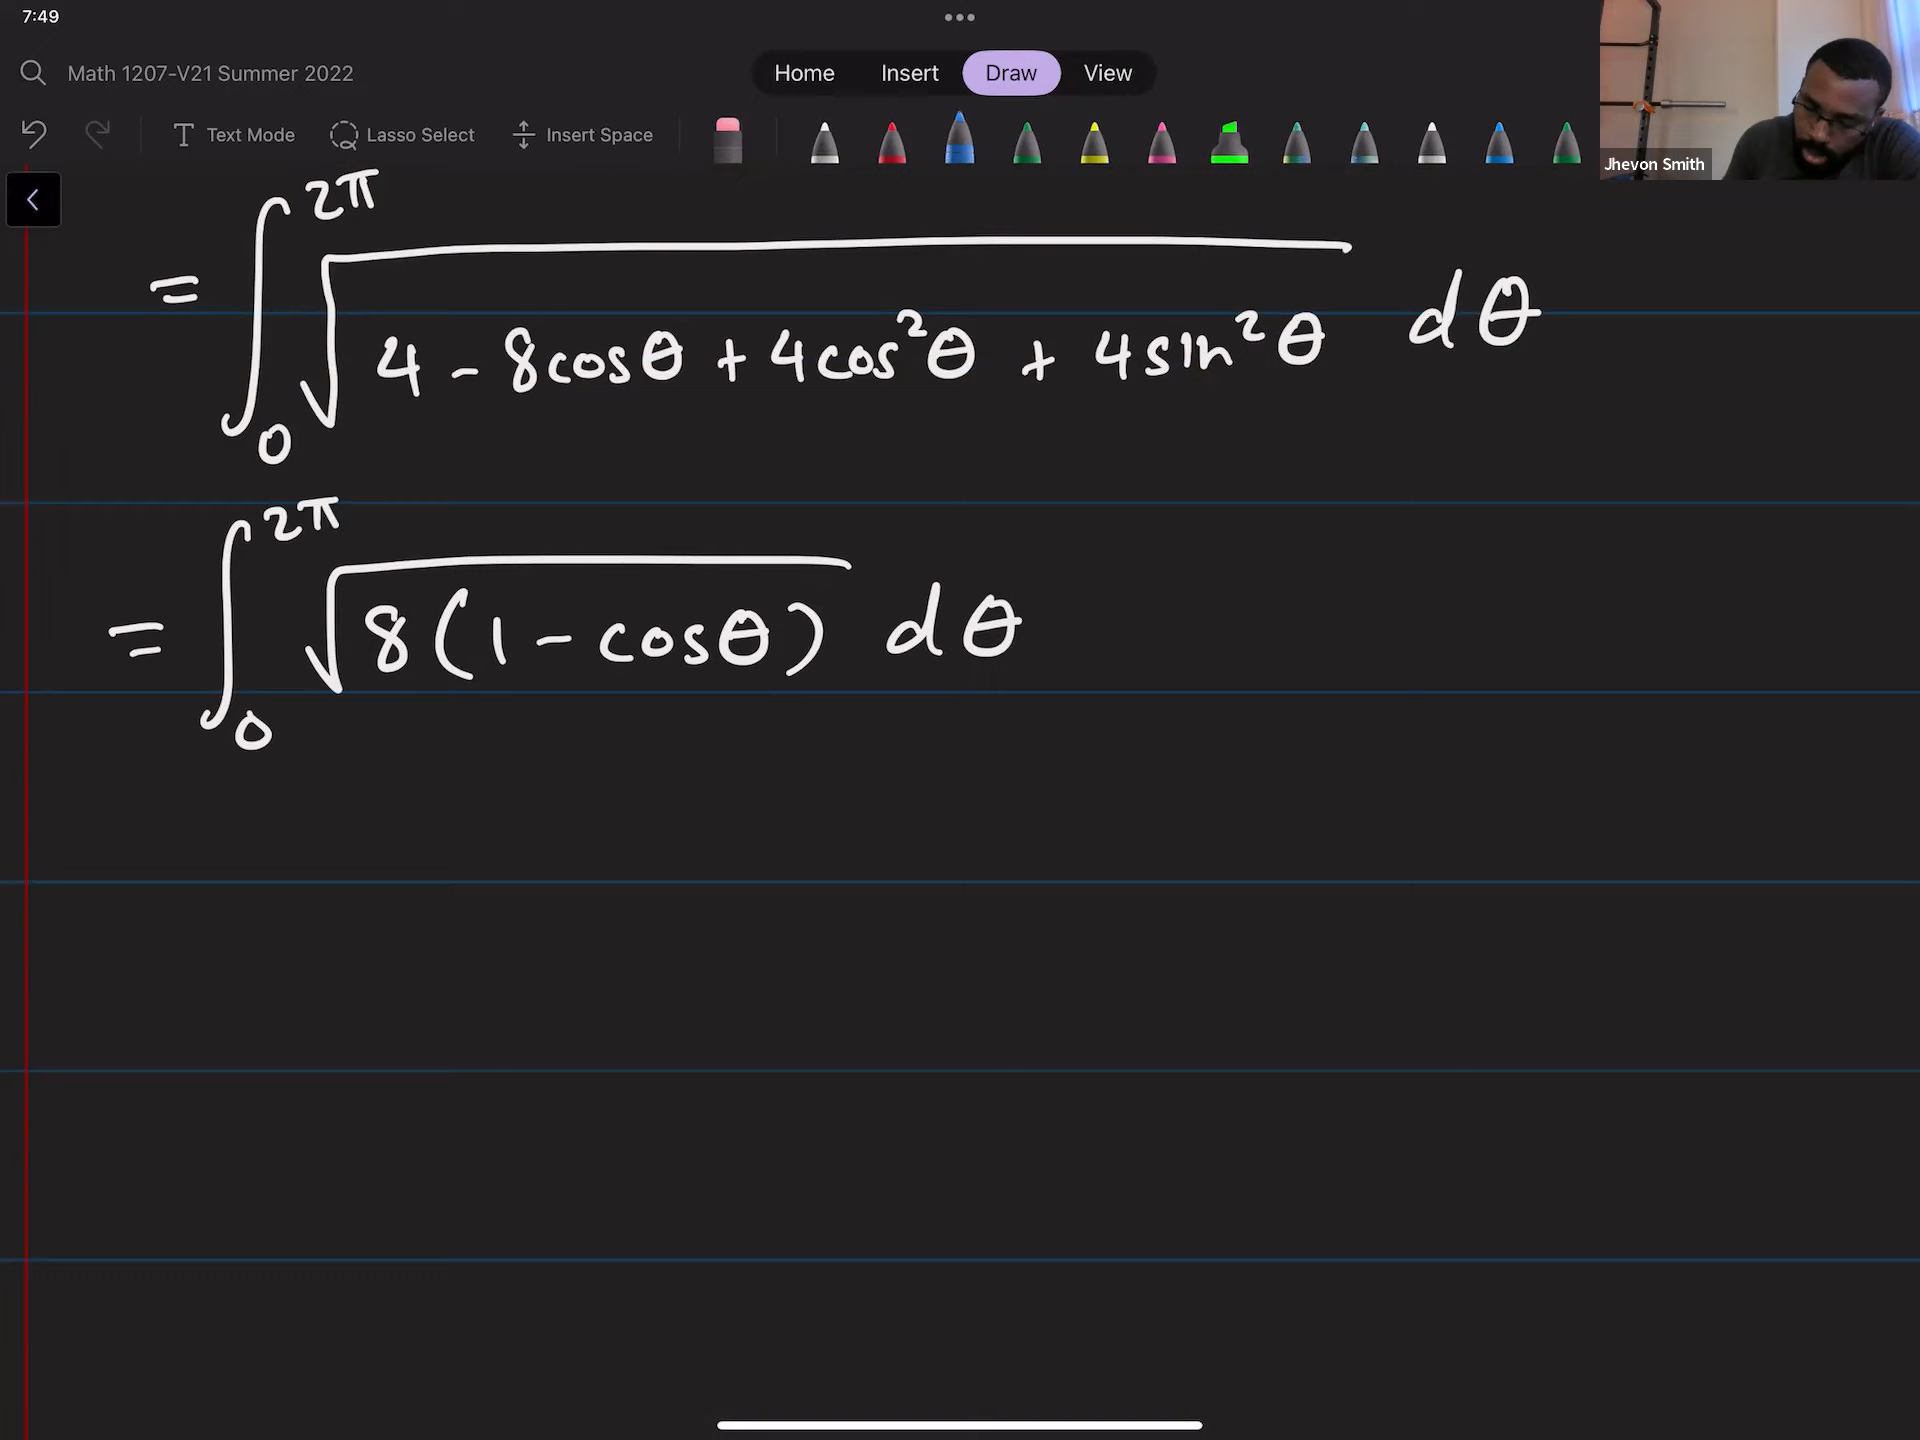 7:49
Math 1207-V21 Summer 2022
Home Insert Draw View
Text Mode Lasso Select Insert Space
Jhevon Smith
= ∫₀^{2π} √(4 - 8cosθ + 4cos²θ + 4sin²θ) dθ
= ∫₀^{2π} √(8(1 - cosθ)) dθ